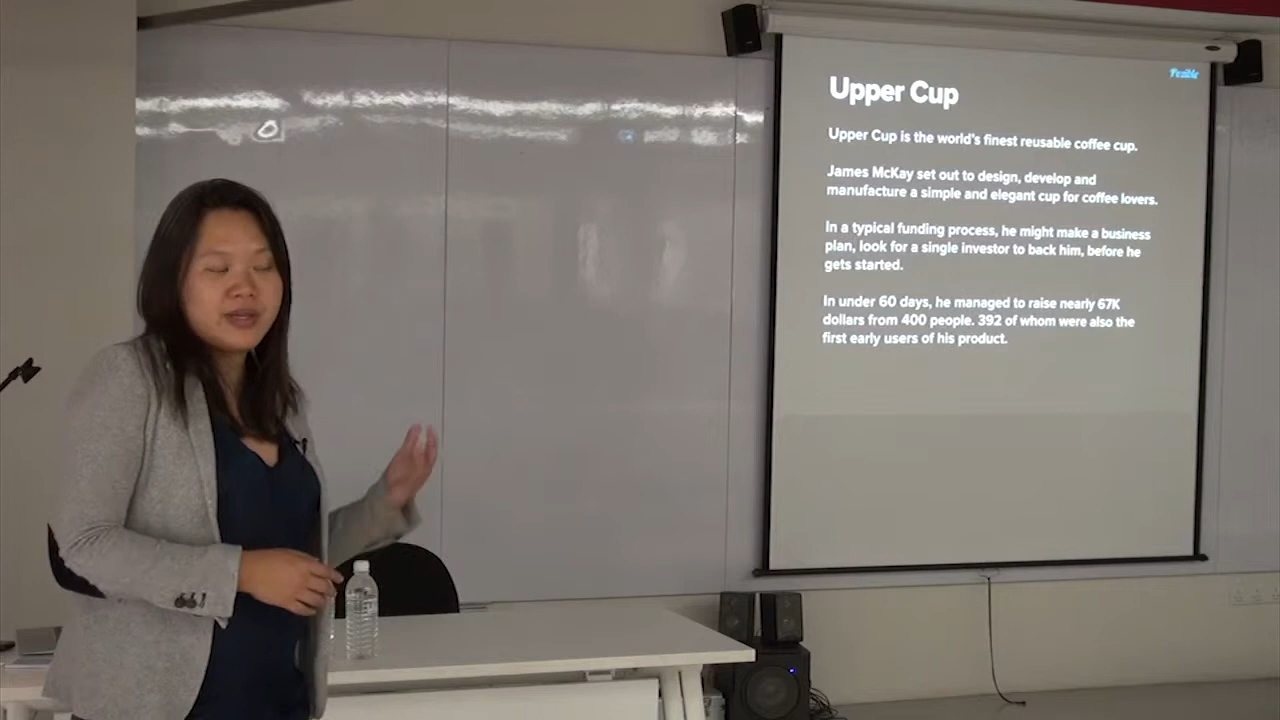 Pozible
Upper Cup
Upper Cup is the world's finest reusable coffee cup.
James McKay set out to design, develop and
manufacture a simple and elegant cup for coffee lovers.
In a typical funding process, he might make a business
plan, look for a single investor to back him, before he
gets started.
In under 60 days, he managed to raise nearly 67K
dollars from 400 people. 392 of whom were also the
first early users of his product.